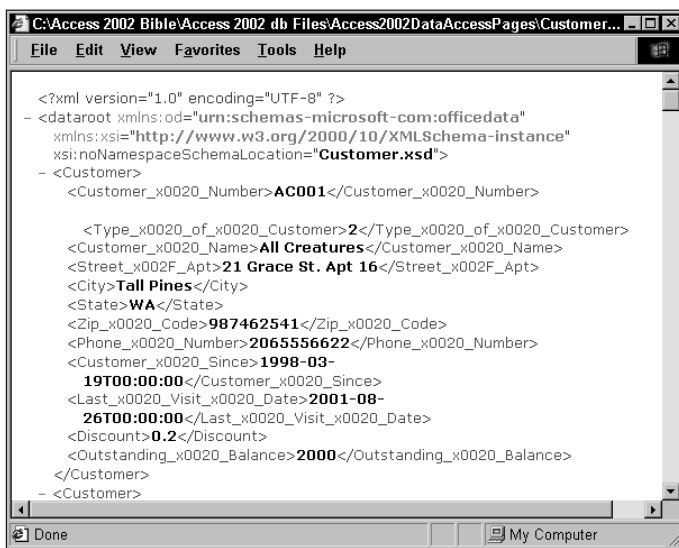 C:\Access 2002 Bible\Access 2002 db Files\Access2002DataAccessPages\Customer...
File Edit View Favorites Tools Help
<?xml version="1.0" encoding="UTF-8" ?>
- <dataroot xmlns:od="urn:schemas-microsoft-com:officedata"
xmlns:xsi="http://www.w3.org/2000/10/XMLSchema-instance"
xsi:noNamespaceSchemaLocation="Customer.xsd">
- <Customer>
<Customer_x0020_Number>AC001</Customer_x0020_Number>
<Type_x0020_of_x0020_Customer>2</Type_x0020_of_x0020_Customer>
<Customer_x0020_Name>All Creatures</Customer_x0020_Name>
<Street_x002F_Apt>21 Grace St. Apt 16</Street_x002F_Apt>
<City>Tall Pines</City>
<State>WA</State>
<Zip_x0020_Code>987462541</Zip_x0020_Code>
<Phone_x0020_Number>2065556622</Phone_x0020_Number>
<Customer_x0020_Since>1998-03-
19T00:00:00</Customer_x0020_Since>
<Last_x0020_Visit_x0020_Date>2001-08-
26T00:00:00</Last_x0020_Visit_x0020_Date>
<Discount>0.2</Discount>
<Outstanding_x0020_Balance>2000</Outstanding_x0020_Balance>
</Customer>
- <Customer>
Done
My Computer